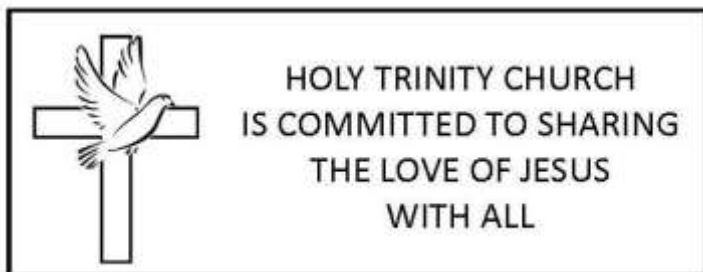 HOLY TRINITY CHURCH
IS COMMITTED TO SHARING
THE LOVE OF JESUS
WITH ALL